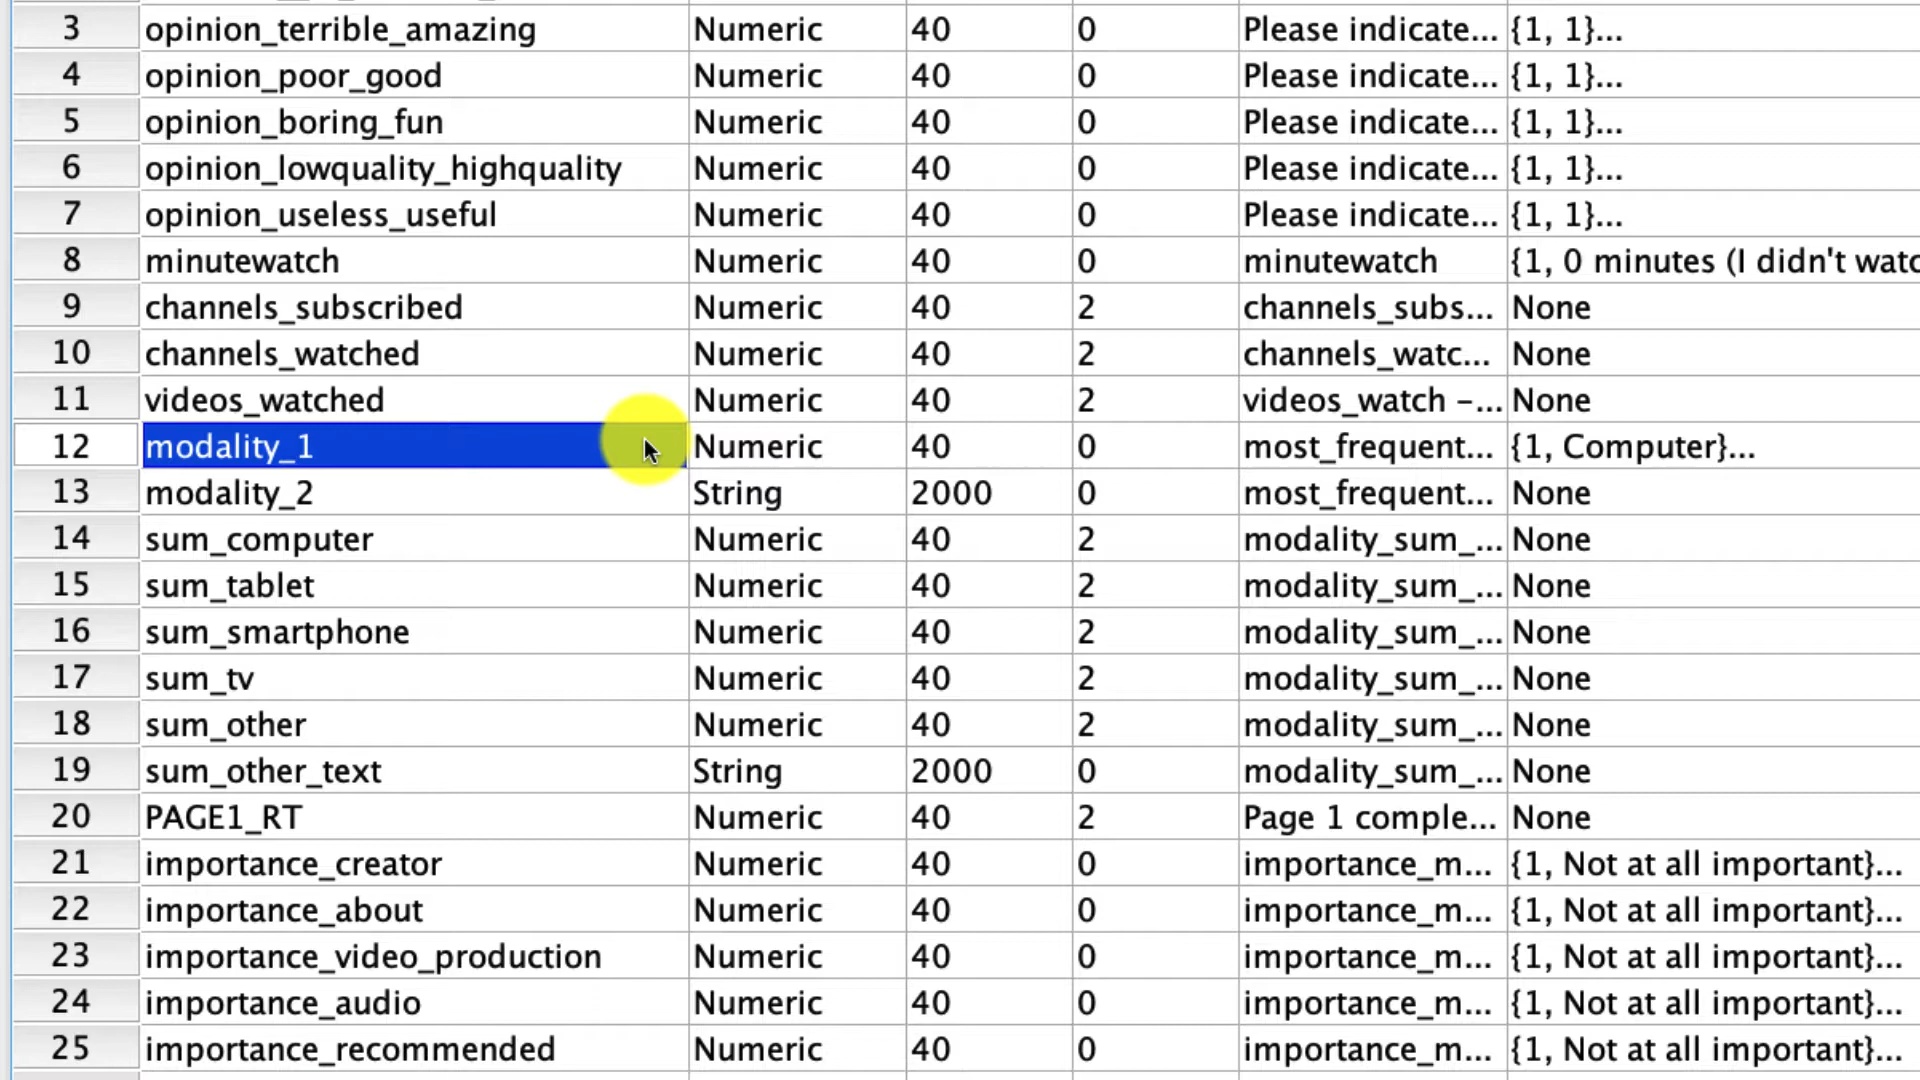 3 opinion_terrible_amazing Numeric 40 0 Please indicate... {1, 1}...
4 opinion_poor_good Numeric 40 0 Please indicate... {1, 1}...
5 opinion_boring_fun Numeric 40 0 Please indicate... {1, 1}...
6 opinion_lowquality_highquality Numeric 40 0 Please indicate... {1, 1}...
7 opinion_useless_useful Numeric 40 0 Please indicate... {1, 1}...
8 minutewatch Numeric 40 0 minutewatch {1, 0 minutes (I didn't watc
9 channels_subscribed Numeric 40 2 channels_subs... None
10 channels_watched Numeric 40 2 channels_watc... None
11 videos_watched Numeric 40 2 videos_watch –... None
12 modality_1 Numeric 40 0 most_frequent... {1, Computer}...
13 modality_2 String 2000 0 most_frequent... None
14 sum_computer Numeric 40 2 modality_sum_... None
15 sum_tablet Numeric 40 2 modality_sum_... None
16 sum_smartphone Numeric 40 2 modality_sum_... None
17 sum_tv Numeric 40 2 modality_sum_... None
18 sum_other Numeric 40 2 modality_sum_... None
19 sum_other_text String 2000 0 modality_sum_... None
20 PAGE1_RT Numeric 40 2 Page 1 comple... None
21 importance_creator Numeric 40 0 importance_m... {1, Not at all important}...
22 importance_about Numeric 40 0 importance_m... {1, Not at all important}...
23 importance_video_production Numeric 40 0 importance_m... {1, Not at all important}...
24 importance_audio Numeric 40 0 importance_m... {1, Not at all important}...
25 importance_recommended Numeric 40 0 importance_m... {1, Not at all important}...